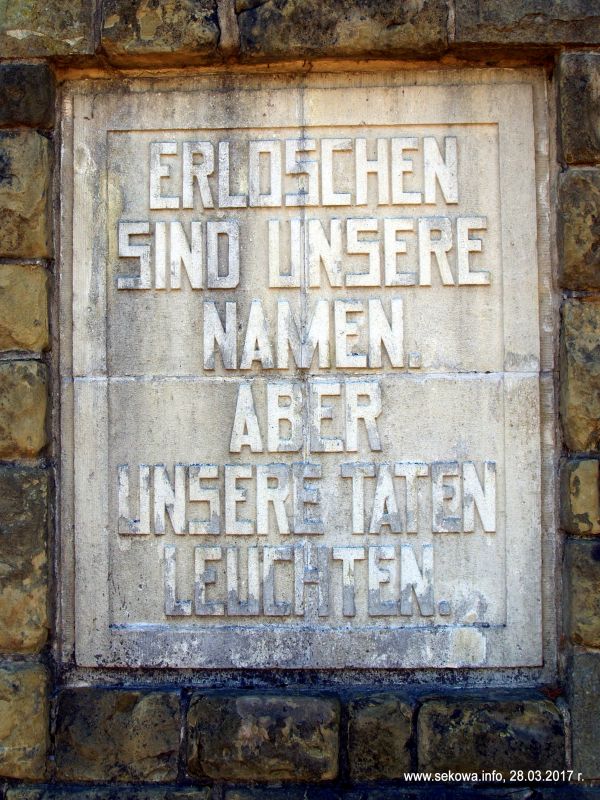 ERLOSCHEN
SIND UNSERE
NAMEN.
ABER
UNSERE TATEN
LEUCHTEN.
www.sekowa.info, 28.03.2017 r.